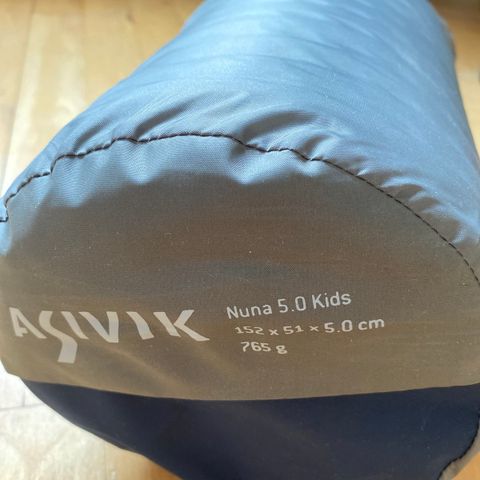 ASIVIK
Nuna 5.0 Kids
152 x 51 x 5.0 cm
765 g